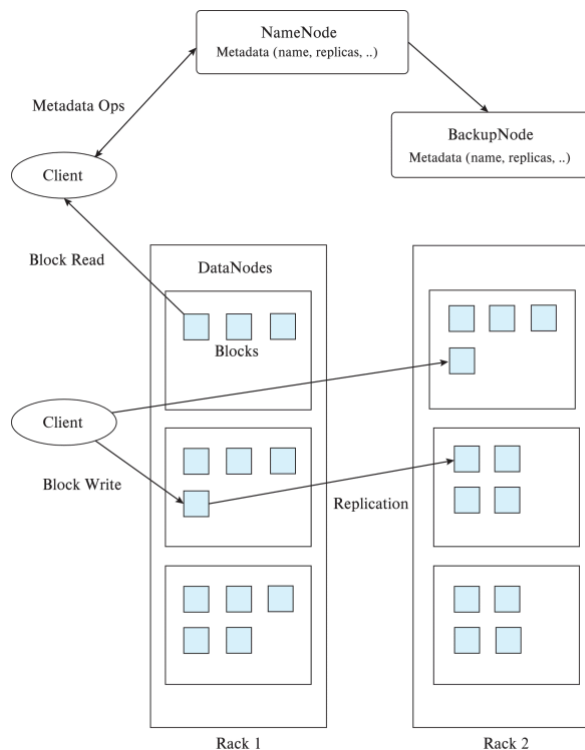 NameNode
Metadata (name, replicas, ..)
Metadata Ops
BackupNode
Metadata (name, replicas, ..)
Client
Block Read
DataNodes
Blocks
Client
Block Write
Replication
Rack 1
Rack 2